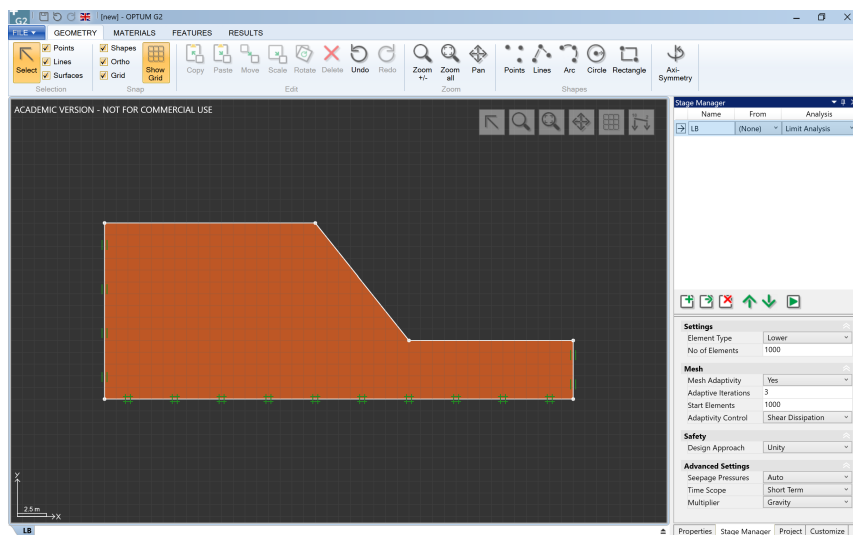 G2 [new] - OPTUM G2
FILE GEOMETRY MATERIALS FEATURES RESULTS
Select
Points
Lines
Surfaces
Selection
Shapes
Ortho
Grid
Show Grid
Snap
Copy Paste Move Scale Rotate Delete Undo Redo
Edit
Zoom +/- Zoom all Pan
Zoom
Points Lines Arc Circle Rectangle
Shapes
Axi-Symmetry
ACADEMIC VERSION - NOT FOR COMMERCIAL USE
y
2.5 m
x
LB
Stage Manager
Name From Analysis
LB (None) Limit Analysis
Settings
Element Type Lower
No of Elements 1000
Mesh
Mesh Adaptivity Yes
Adaptive Iterations 3
Start Elements 1000
Adaptivity Control Shear Dissipation
Safety
Design Approach Unity
Advanced Settings
Seepage Pressures Auto
Time Scope Short Term
Multiplier Gravity
Properties Stage Manager Project Customize